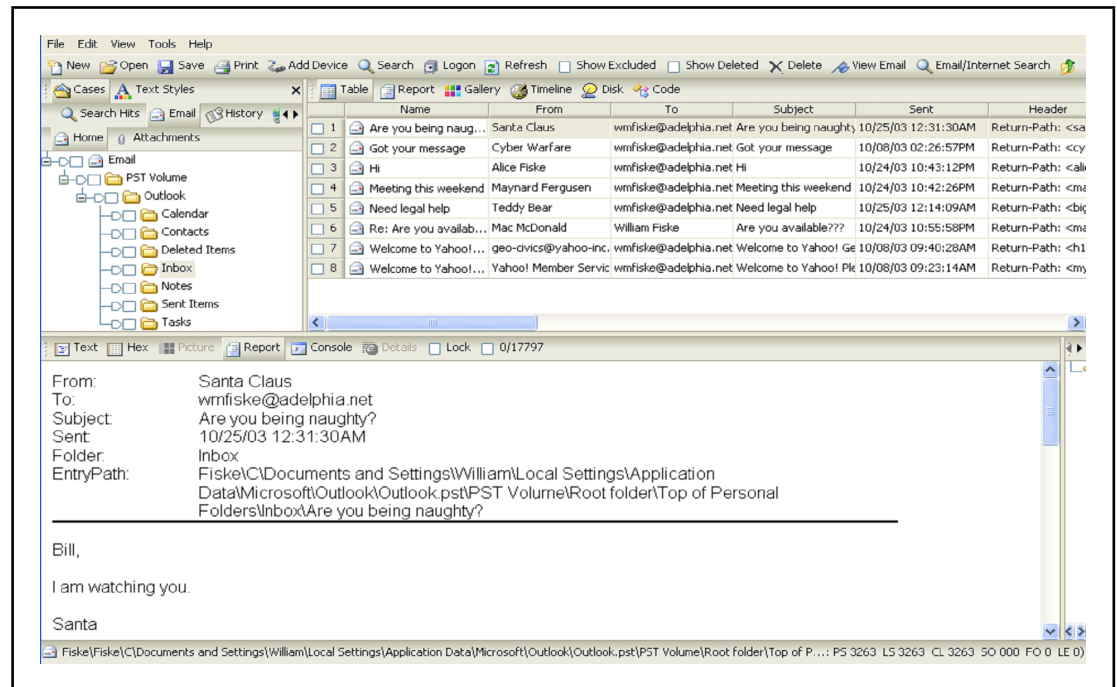 File Edit View Tools Help
New Open Save Print Add Device Search Logon Refresh Show Excluded Show Deleted Delete View Email Email/Internet Search
Cases Text Styles
Search Hits Email History
Home Attachments
Email
PST Volume
Outlook
Calendar
Contacts
Deleted Items
Inbox
Notes
Sent Items
Tasks
Table Report Gallery Timeline Disk Code
Name From To Subject Sent Header
1 Are you being naug... Santa Claus wmfiske@adelphia.net Are you being naughty 10/25/03 12:31:30AM Return-Path: <sa
2 Got your message Cyber Warfare wmfiske@adelphia.net Got your message 10/08/03 02:26:57PM Return-Path: <cy
3 Hi Alice Fiske wmfiske@adelphia.net Hi 10/24/03 10:43:12PM Return-Path: <ali
4 Meeting this weekend Maynard Fergusen wmfiske@adelphia.net Meeting this weekend 10/24/03 10:42:26PM Return-Path: <ma
5 Need legal help Teddy Bear wmfiske@adelphia.net Need legal help 10/25/03 12:14:09AM Return-Path: <big
6 Re: Are you availab... Mac McDonald William Fiske Are you available??? 10/24/03 10:55:58PM Return-Path: <ma
7 Welcome to Yahoo!... geo-civics@yahoo-inc. wmfiske@adelphia.net Welcome to Yahoo! Ge 10/08/03 09:40:28AM Return-Path: <h1
8 Welcome to Yahoo!... Yahoo! Member Servic wmfiske@adelphia.net Welcome to Yahoo! Ple 10/08/03 09:23:14AM Return-Path: <my
Text Hex Picture Report Console Details Lock 0/17797
From: Santa Claus
To: wmfiske@adelphia.net
Subject: Are you being naughty?
Sent: 10/25/03 12:31:30AM
Folder: Inbox
EntryPath: Fiske\C\Documents and Settings\William\Local Settings\Application
Data\Microsoft\Outlook\Outlook.pst\PST Volume\Root folder\Top of Personal
Folders\Inbox\Are you being naughty?
Bill,
I am watching you.
Santa
Fiske\Fiske\C\Documents and Settings\William\Local Settings\Application Data\Microsoft\Outlook\Outlook.pst\PST Volume\Root folder\Top of P...: PS 3263 LS 3263 CL 3263 SO 000 FO 0 LE 0)